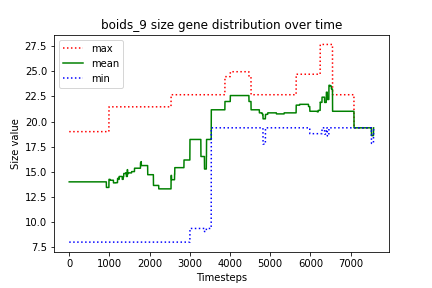 boids_9 size gene distribution over time
max
mean
min
Size value
27.5
25.0
22.5
20.0
17.5
15.0
12.5
10.0
7.5
0 1000 2000 3000 4000 5000 6000 7000
Timesteps